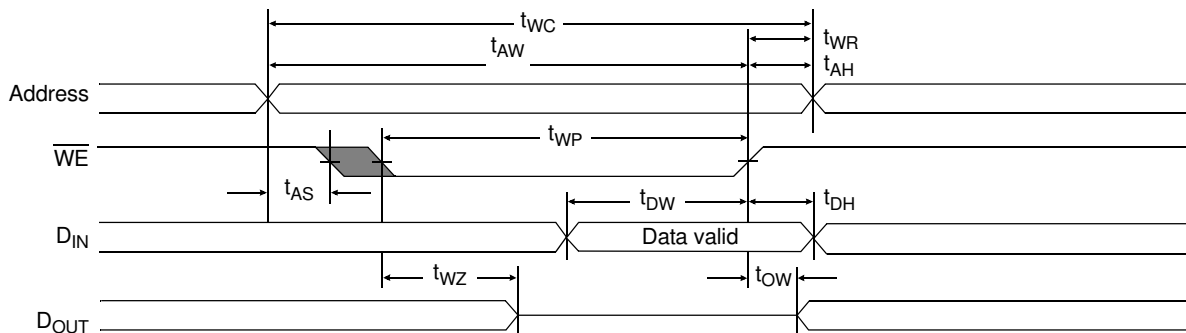 tWC
tWR
tAW
tAH
Address
tWP
WE
tAS
tDW
tDH
DIN
Data valid
tWZ
tOW
DOUT